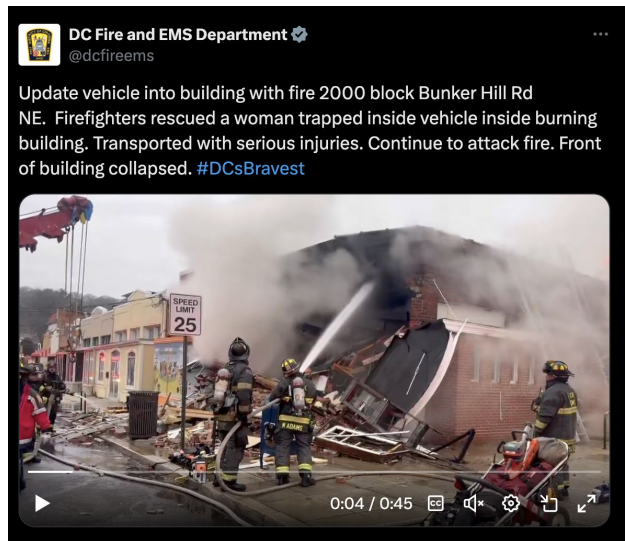 DC Fire and EMS Department
@dcfireems
Update vehicle into building with fire 2000 block Bunker Hill Rd
NE.  Firefighters rescued a woman trapped inside vehicle inside burning
building. Transported with serious injuries. Continue to attack fire. Front
of building collapsed. #DCsBravest
SPEED
LIMIT
25
M ADAMS
0:04 / 0:45
CC